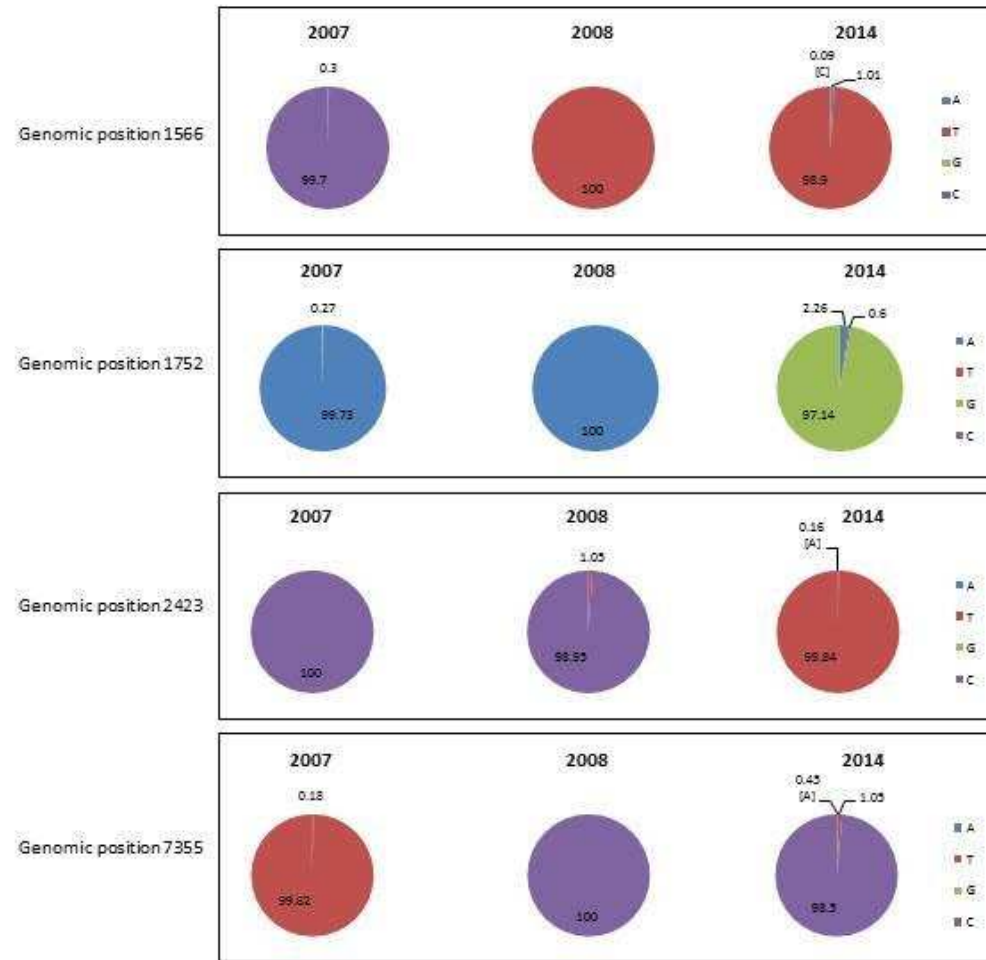 2007 2008 2014
0.3
0.09
[C]
1.01
Genomic position 1566
99.7
100
98.9
A
T
G
C
2007 2008 2014
0.27
2.26 0.6
Genomic position 1752
99.73
100
97.14
A
T
G
C
2007 2008 2014
1.05
0.16
[A]
Genomic position 2423
100
98.95
99.84
A
T
G
C
2007 2008 2014
0.18
0.45
[A]
1.05
Genomic position 7355
99.82
100
98.5
A
T
G
C